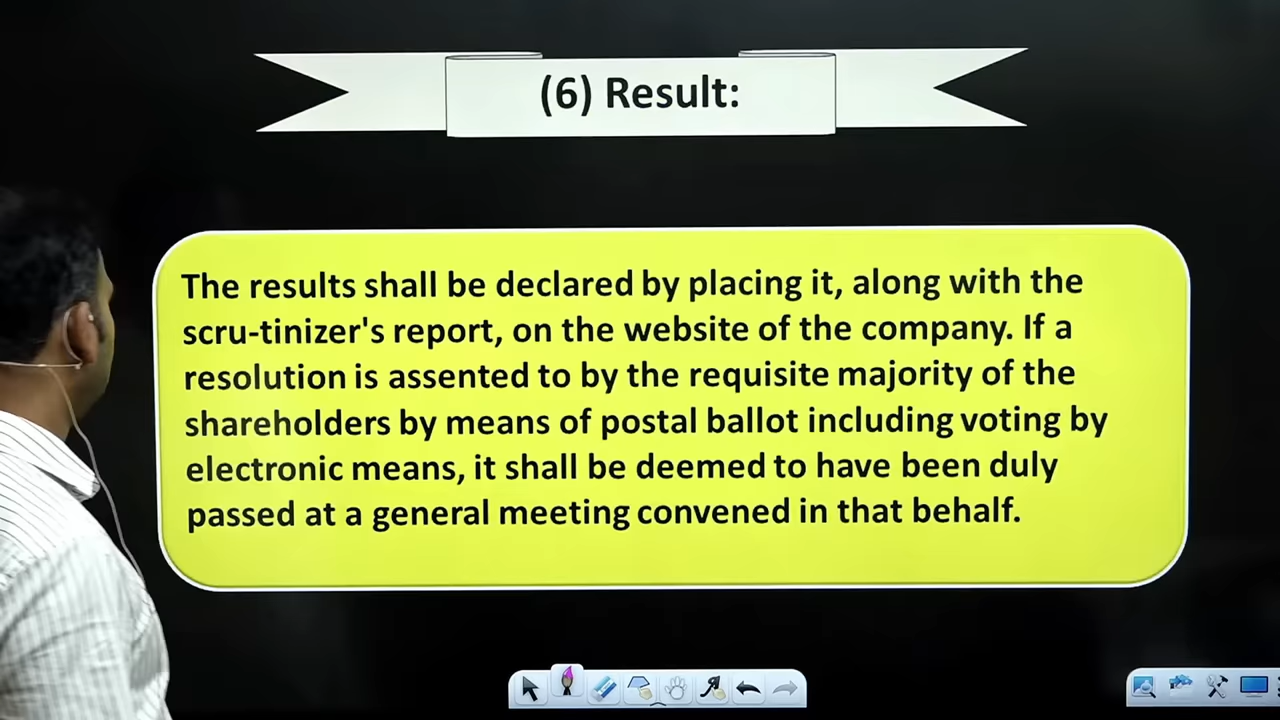 (6) Result:
The results shall be declared by placing it, along with the
scru-tinizer's report, on the website of the company. If a
resolution is assented to by the requisite majority of the
shareholders by means of postal ballot including voting by
electronic means, it shall be deemed to have been duly
passed at a general meeting convened in that behalf.